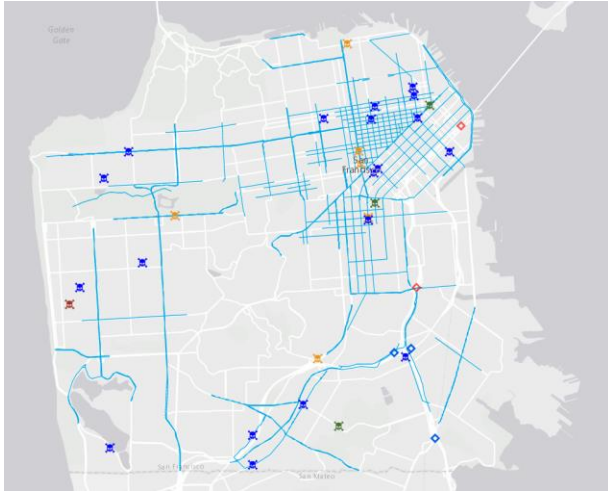 Golden
Gate
San
Francisco
San Francisco
San Mateo